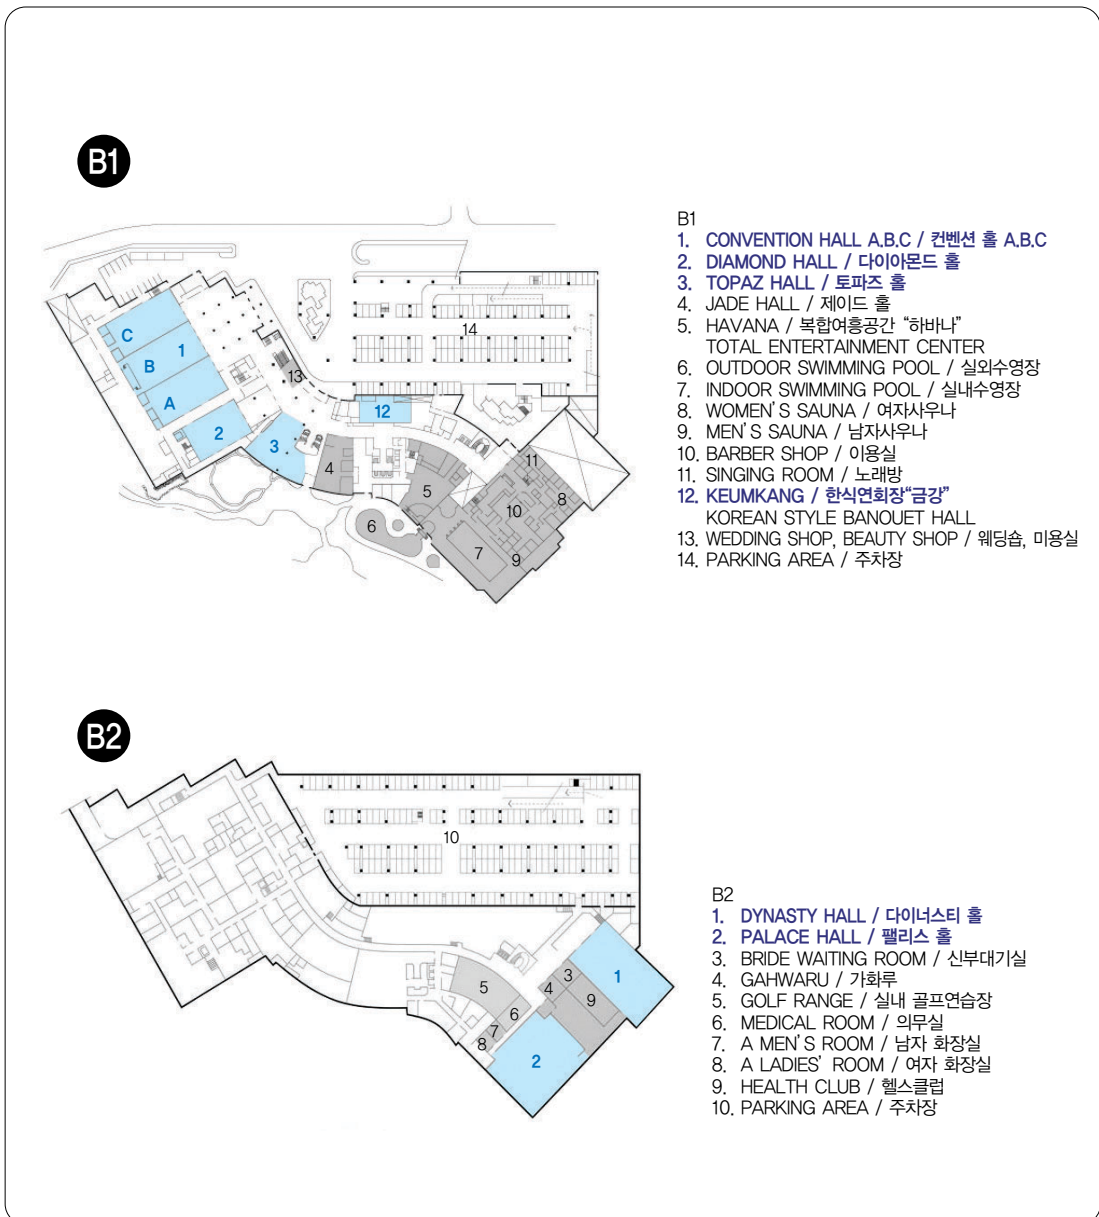 B1
B1
1. CONVENTION HALL A.B.C / 컨벤션 홀 A.B.C
2. DIAMOND HALL / 다이아몬드 홀
3. TOPAZ HALL / 토파즈 홀
4. JADE HALL / 제이드 홀
5. HAVANA / 복합여흥공간 “하바나”
TOTAL ENTERTAINMENT CENTER
6. OUTDOOR SWIMMING POOL / 실외수영장
7. INDOOR SWIMMING POOL / 실내수영장
8. WOMEN'S SAUNA / 여자사우나
9. MEN'S SAUNA / 남자사우나
10. BARBER SHOP / 이용실
11. SINGING ROOM / 노래방
12. KEUMKANG / 한식연회장“금강”
KOREAN STYLE BANOUET HALL
13. WEDDING SHOP, BEAUTY SHOP / 웨딩숍, 미용실
14. PARKING AREA / 주차장
C
B
1
A
2
3
13
14
12
4
5
6
7
11
10
8
9
B2
B2
1. DYNASTY HALL / 다이너스티 홀
2. PALACE HALL / 팰리스 홀
3. BRIDE WAITING ROOM / 신부대기실
4. GAHWARU / 가화루
5. GOLF RANGE / 실내 골프연습장
6. MEDICAL ROOM / 의무실
7. A MEN'S ROOM / 남자 화장실
8. A LADIES' ROOM / 여자 화장실
9. HEALTH CLUB / 헬스클럽
10. PARKING AREA / 주차장
10
5
6
7
8
4
3
9
1
2